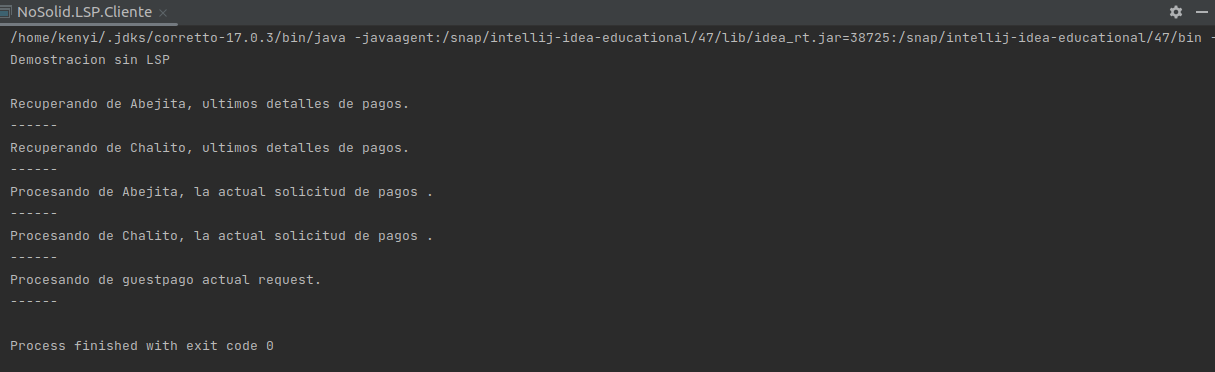 NoSolid.LSP.Cliente
/home/kenyi/.jdks/corretto-17.0.3/bin/java -javaagent:/snap/intellij-idea-educational/47/lib/idea_rt.jar=38725:/snap/intellij-idea-educational/47/bin -
Demostracion sin LSP
Recuperando de Abejita, ultimos detalles de pagos.
------
Recuperando de Chalito, ultimos detalles de pagos.
------
Procesando de Abejita, la actual solicitud de pagos .
------
Procesando de Chalito, la actual solicitud de pagos .
------
Procesando de guestpago actual request.
------
Process finished with exit code 0